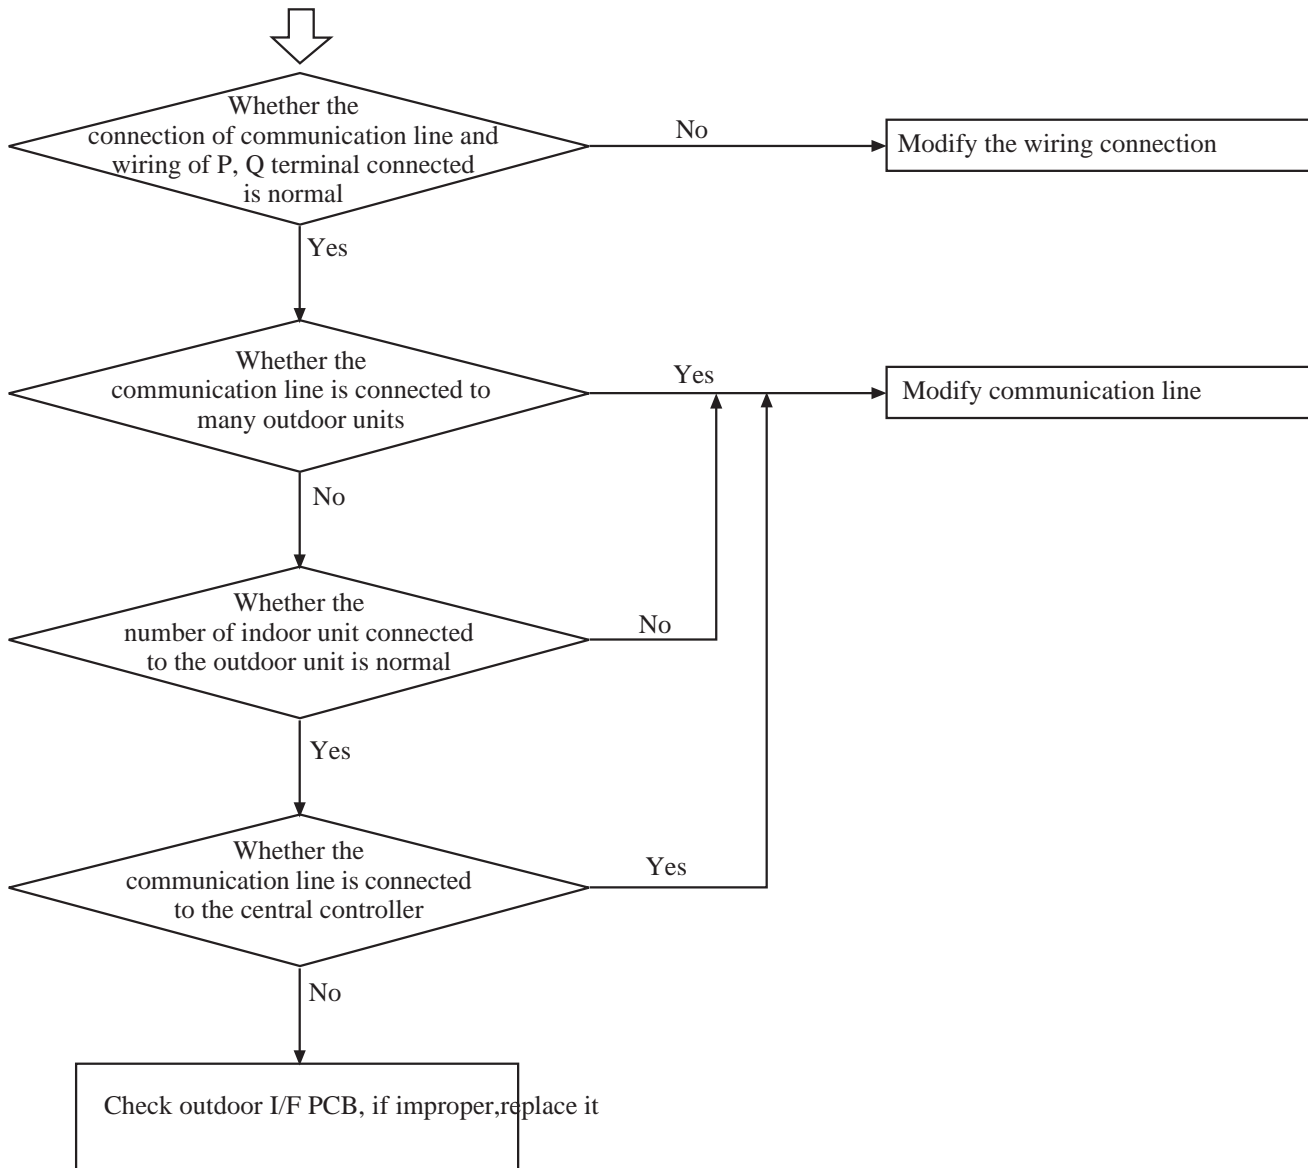 Whether the
connection of communication line and
wiring of P, Q terminal connected
is normal
No
Modify the wiring connection
Yes
Whether the
communication line is connected to
many outdoor units
Yes
Modify communication line
No
Whether the
number of indoor unit connected
to the outdoor unit is normal
No
Yes
Whether the
communication line is connected
to the central controller
Yes
No
Check outdoor I/F PCB, if improper,replace it